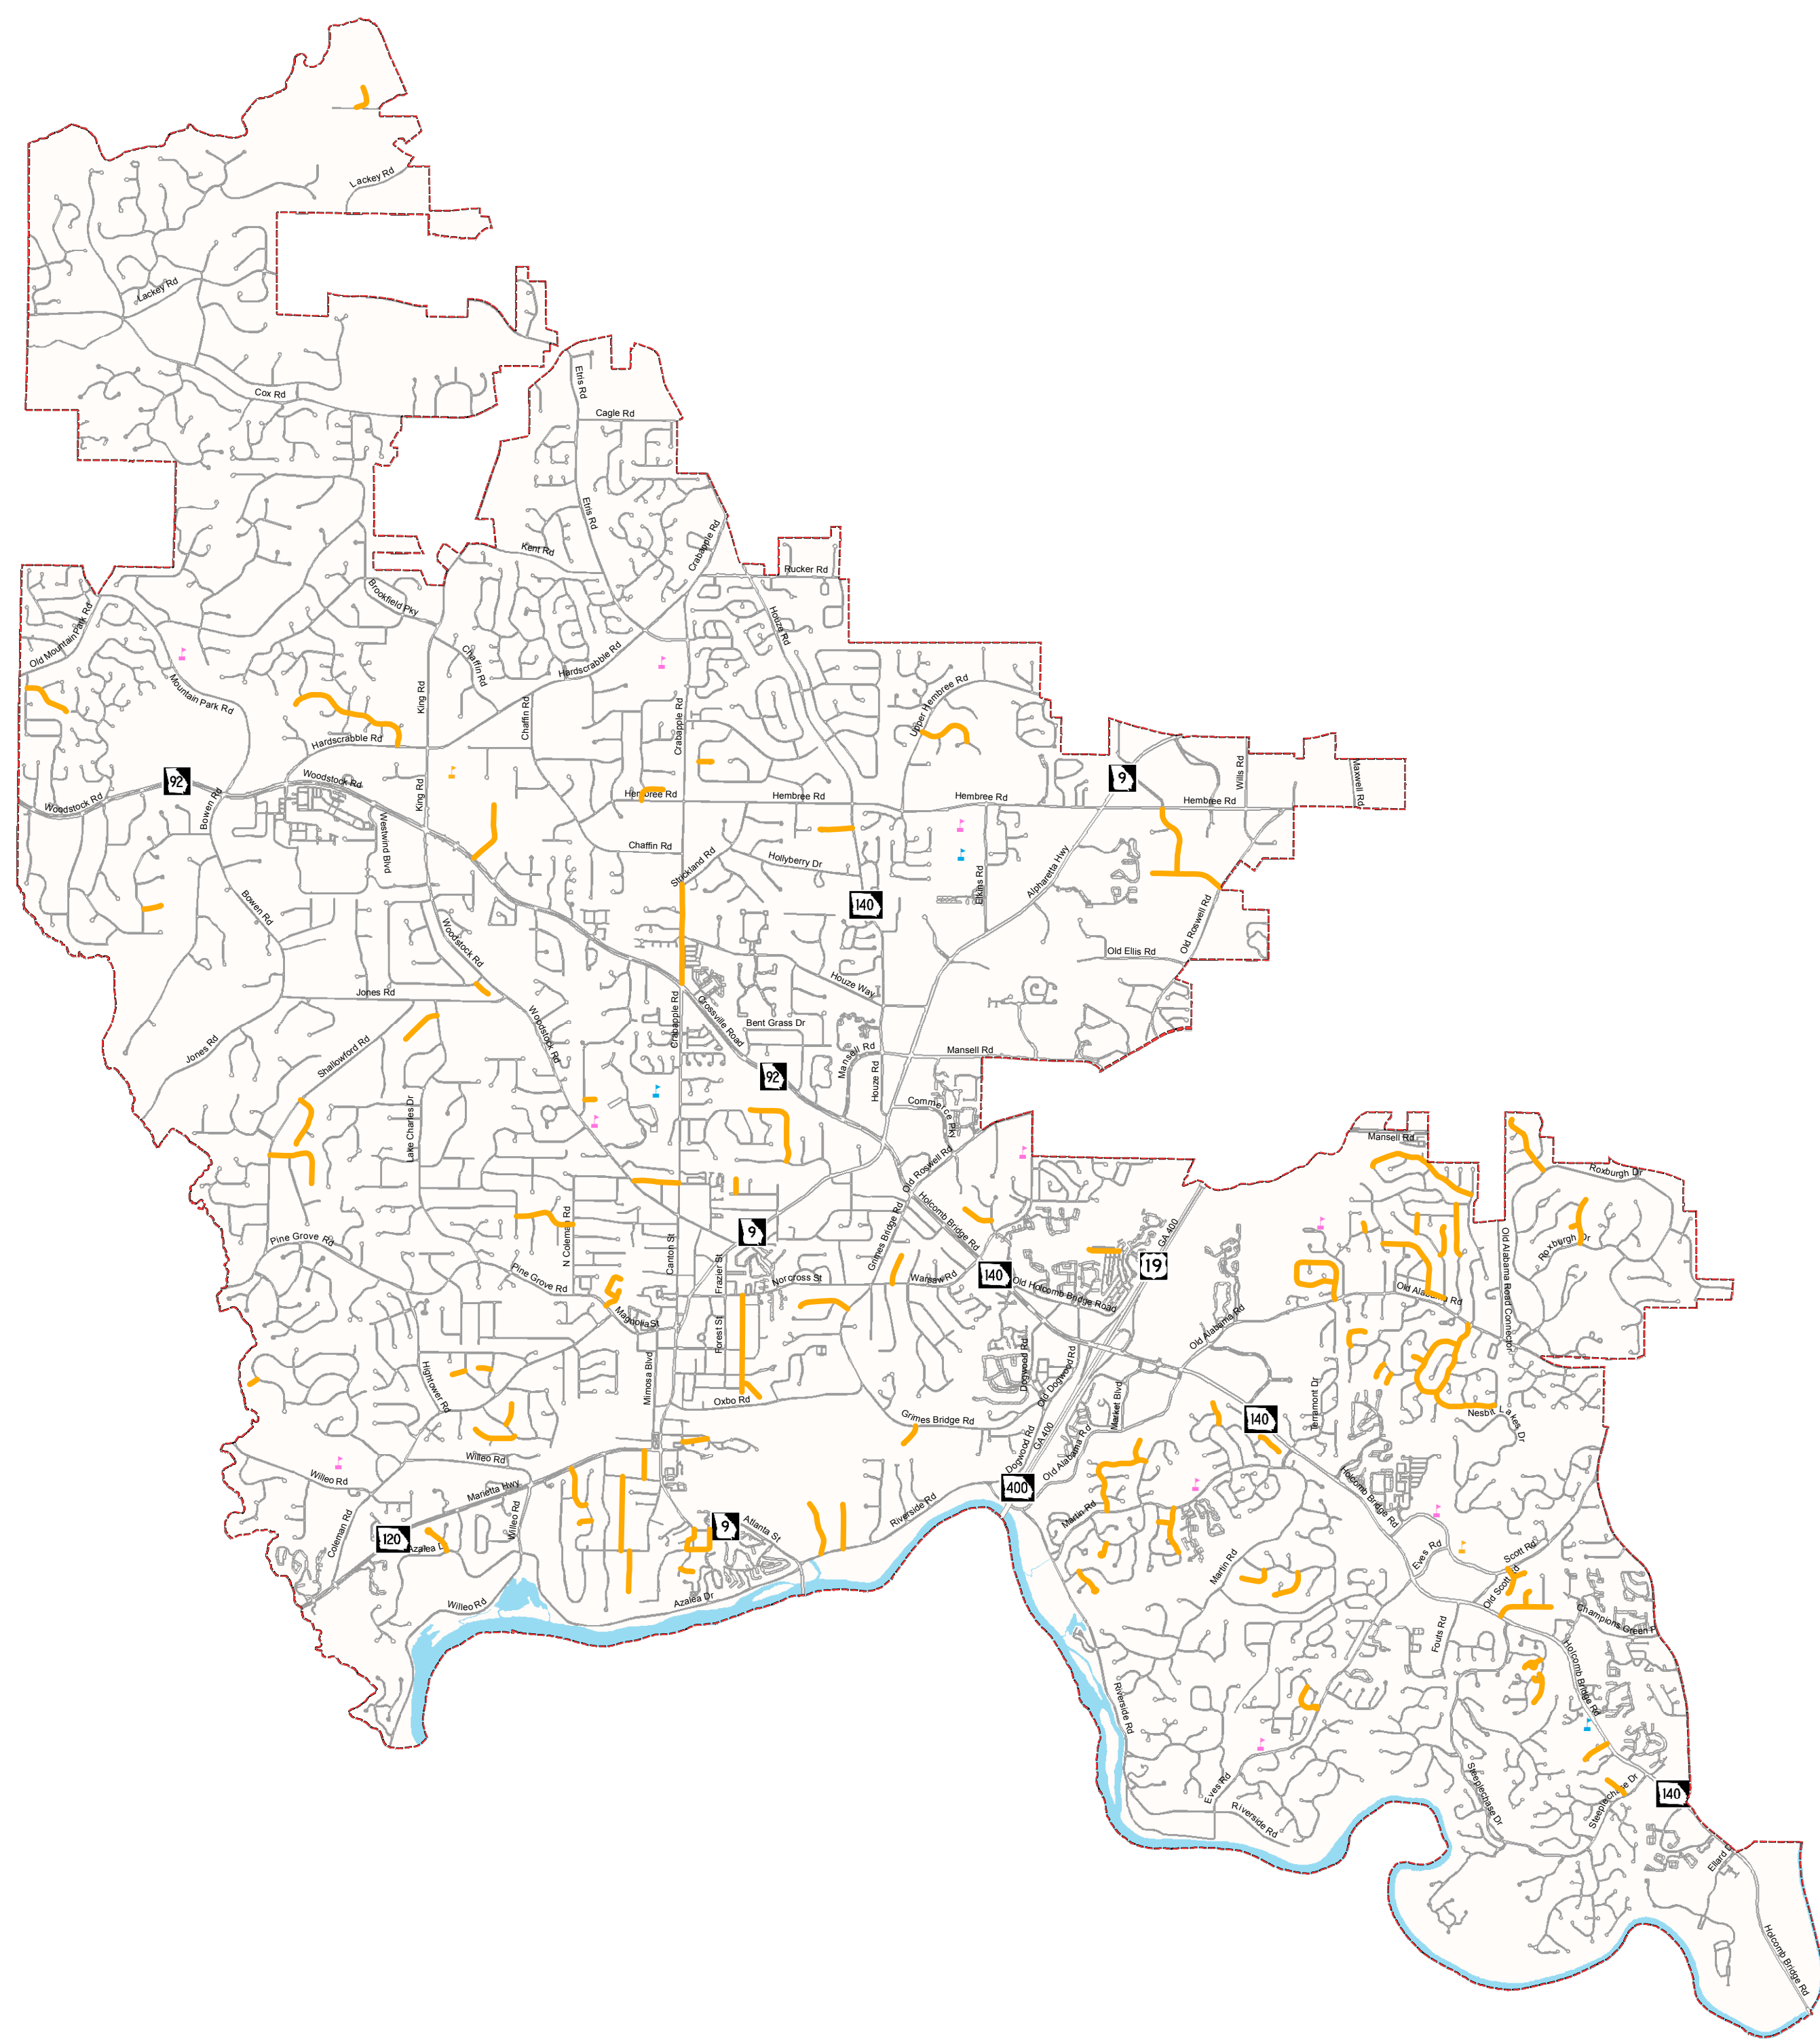 Lackey Rd
Lackey Rd
Cox Rd
Etris Rd
Cagle Rd
Etris Rd
Crabapple Rd
Kent Rd
Rucker Rd
Brookfield Pky
Houze Rd
Old Mountain Park Rd
Chaffin Rd
Hardscrabble Rd
Mountain Park Rd
King Rd
Upper Hembree Rd
Chaffin Rd
Crabapple Rd
Hardscrabble Rd
92
Woodstock Rd
9
Wills Rd
Maxwell Rd
Woodstock Rd
King Rd
Hembree Rd
Hembree Rd
Hembree Rd
Hembree Rd
Bowen Rd
Westwind Blvd
Chaffin Rd
Strickland Rd
Hollyberry Dr
Elkins Rd
Alpharetta Hwy
140
Bowen Rd
Woodstock Rd
Old Roswell Rd
Old Ellis Rd
Houze Way
Jones Rd
Crabapple Rd
Crossville Road
Bent Grass Dr
Woodstock Rd
Jones Rd
Shallowford Rd
Mansell Rd
Mansell Rd
92
Houze Rd
Commerce Pky
Lake Charles Dr
Mansell Rd
Old Roswell Rd
Roxburgh Dr
Holcomb Bridge Rd
N Coleman Rd
Grimes Bridge Rd
9
Canton St
GA 400
Pine Grove Rd
Roxburgh Dr
Old Alabama Road Connector
Pine Grove Rd
Frazier St
Norcross St
Warsaw Rd
140
19
Old Holcomb Bridge Road
Old Alabama Rd
Magnolia St
Forest St
Old Alabama Rd
Mimosa Blvd
Dogwood Rd
Old Dogwood Rd
Hightower Rd
Oxbo Rd
Market Blvd
Terramont Dr
Nesbit Lakes Dr
Grimes Bridge Rd
140
Dogwood Rd
GA 400
Old Alabama Rd
Willeo Rd
Willeo Rd
Marietta Hwy
Holcomb Bridge Rd
400
Riverside Rd
Martin Rd
Willeo Rd
9
Atlanta St
120
Coleman Rd
Azalea D
Eves Rd
Scott Rd
Martin Rd
Old Scott Rd
Willeo Rd
Azalea Dr
Champions Green P
Fouts Rd
Holcomb Bridge Rd
Riverside Rd
Steeplechase Dr
Eves Rd
Steeplechase Dr
140
Riverside Rd
Ellard
Holcomb Bridge Rd